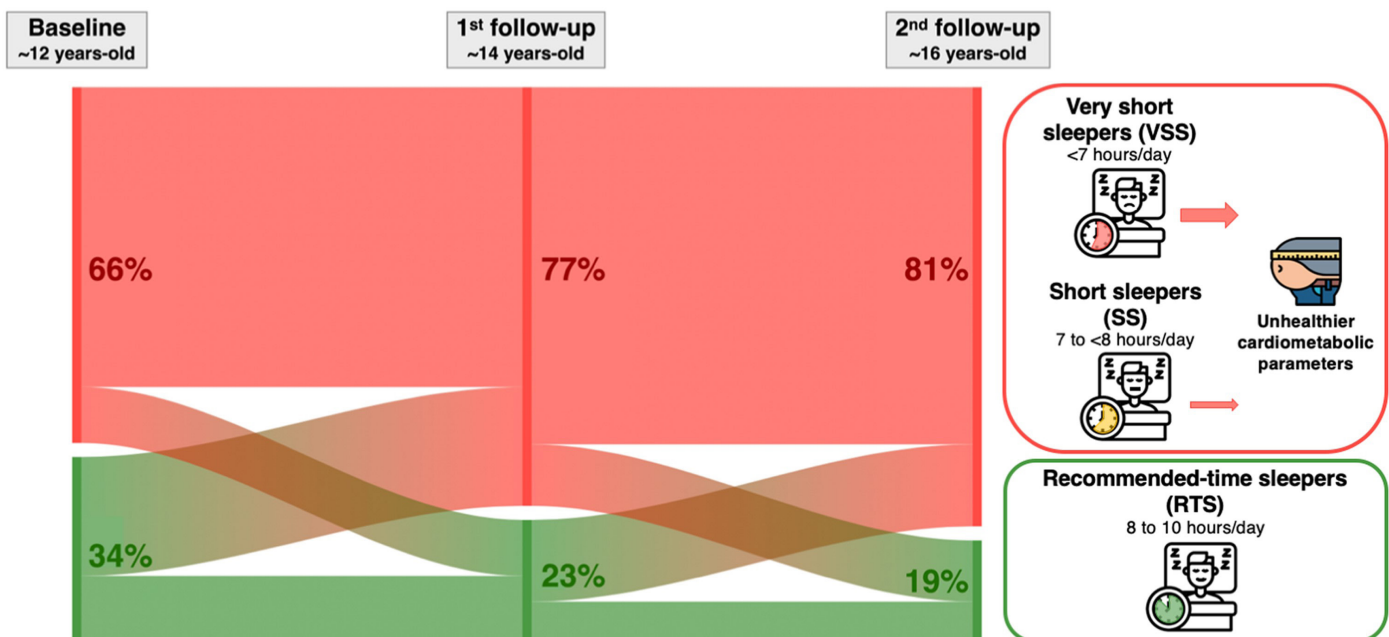 Baseline
~12 years-old
1st follow-up
~14 years-old
2nd follow-up
~16 years-old
66%
77%
81%
34%
23%
19%
Very short
sleepers (VSS)
<7 hours/day
z z
z z
Short sleepers
(SS)
7 to <8 hours/day
z z
z z
Unhealthier
cardiometabolic
parameters
Recommended-time sleepers
(RTS)
8 to 10 hours/day
z z
z z